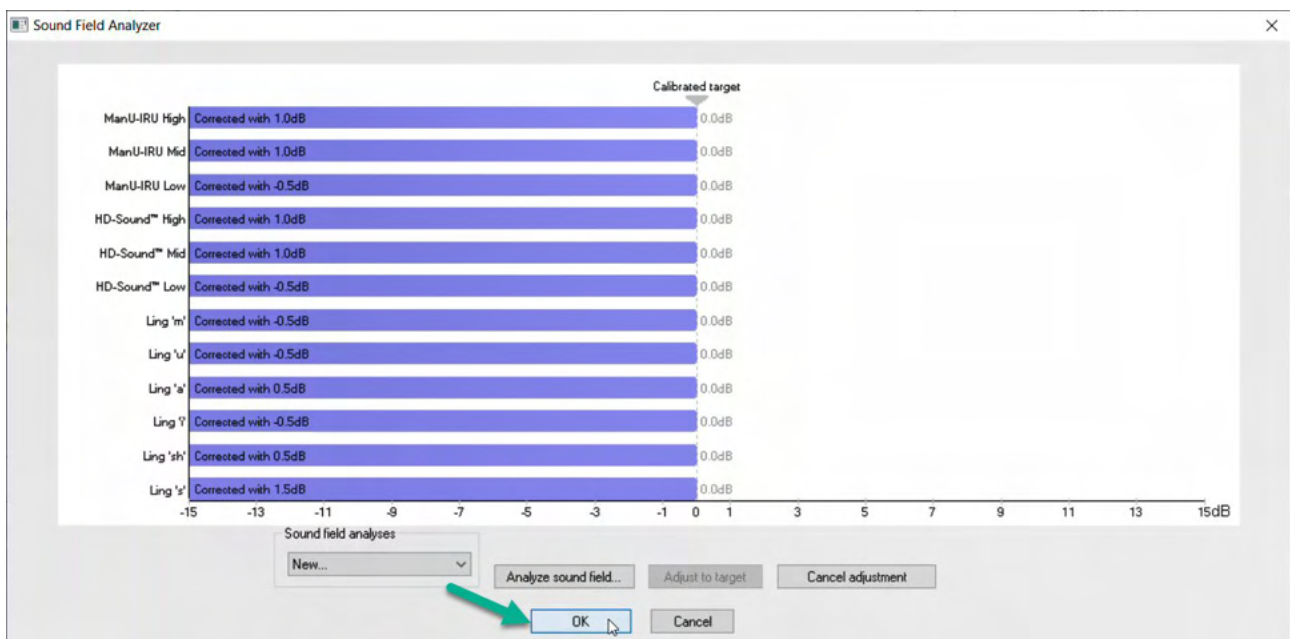 Sound Field Analyzer
Calibrated target
ManU-IRU High Corrected with 1.0dB 0.0dB
ManU-IRU Mid Corrected with 1.0dB 0.0dB
ManU-IRU Low Corrected with -0.5dB 0.0dB
HD-Sound™ High Corrected with 1.0dB 0.0dB
HD-Sound™ Mid Corrected with 1.0dB 0.0dB
HD-Sound™ Low Corrected with -0.5dB 0.0dB
Ling 'm' Corrected with -0.5dB 0.0dB
Ling 'u' Corrected with -0.5dB 0.0dB
Ling 'a' Corrected with 0.5dB 0.0dB
Ling 'i' Corrected with -0.5dB 0.0dB
Ling 'sh' Corrected with 0.5dB 0.0dB
Ling 's' Corrected with 1.5dB 0.0dB
-15 -13 -11 -9 -7 -5 -3 -1 0 1 3 5 7 9 11 13 15dB
Sound field analyses
New...
Analyze sound field... Adjust to target Cancel adjustment
OK Cancel